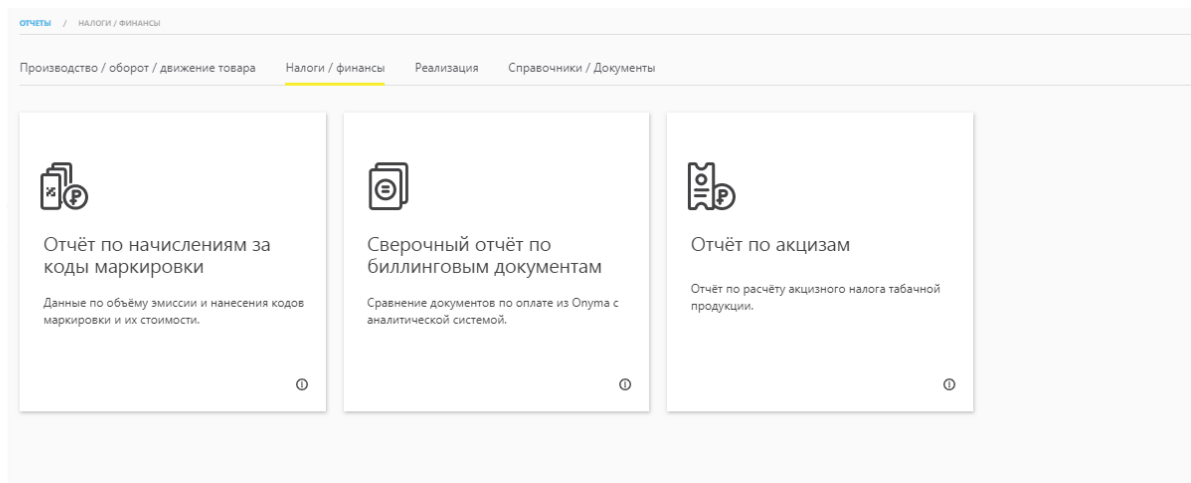 ОТЧЕТЫ / НАЛОГИ / ФИНАНСЫ
Производство / оборот / движение товара Налоги / финансы Реализация Справочники / Документы
Отчёт по начислениям за
коды маркировки
Данные по объёму эмиссии и нанесения кодов
маркировки и их стоимости.
Сверочный отчёт по
биллинговым документам
Сравнение документов по оплате из Onyma с
аналитической системой.
Отчёт по акцизам
Отчёт по расчёту акцизного налога табачной
продукции.